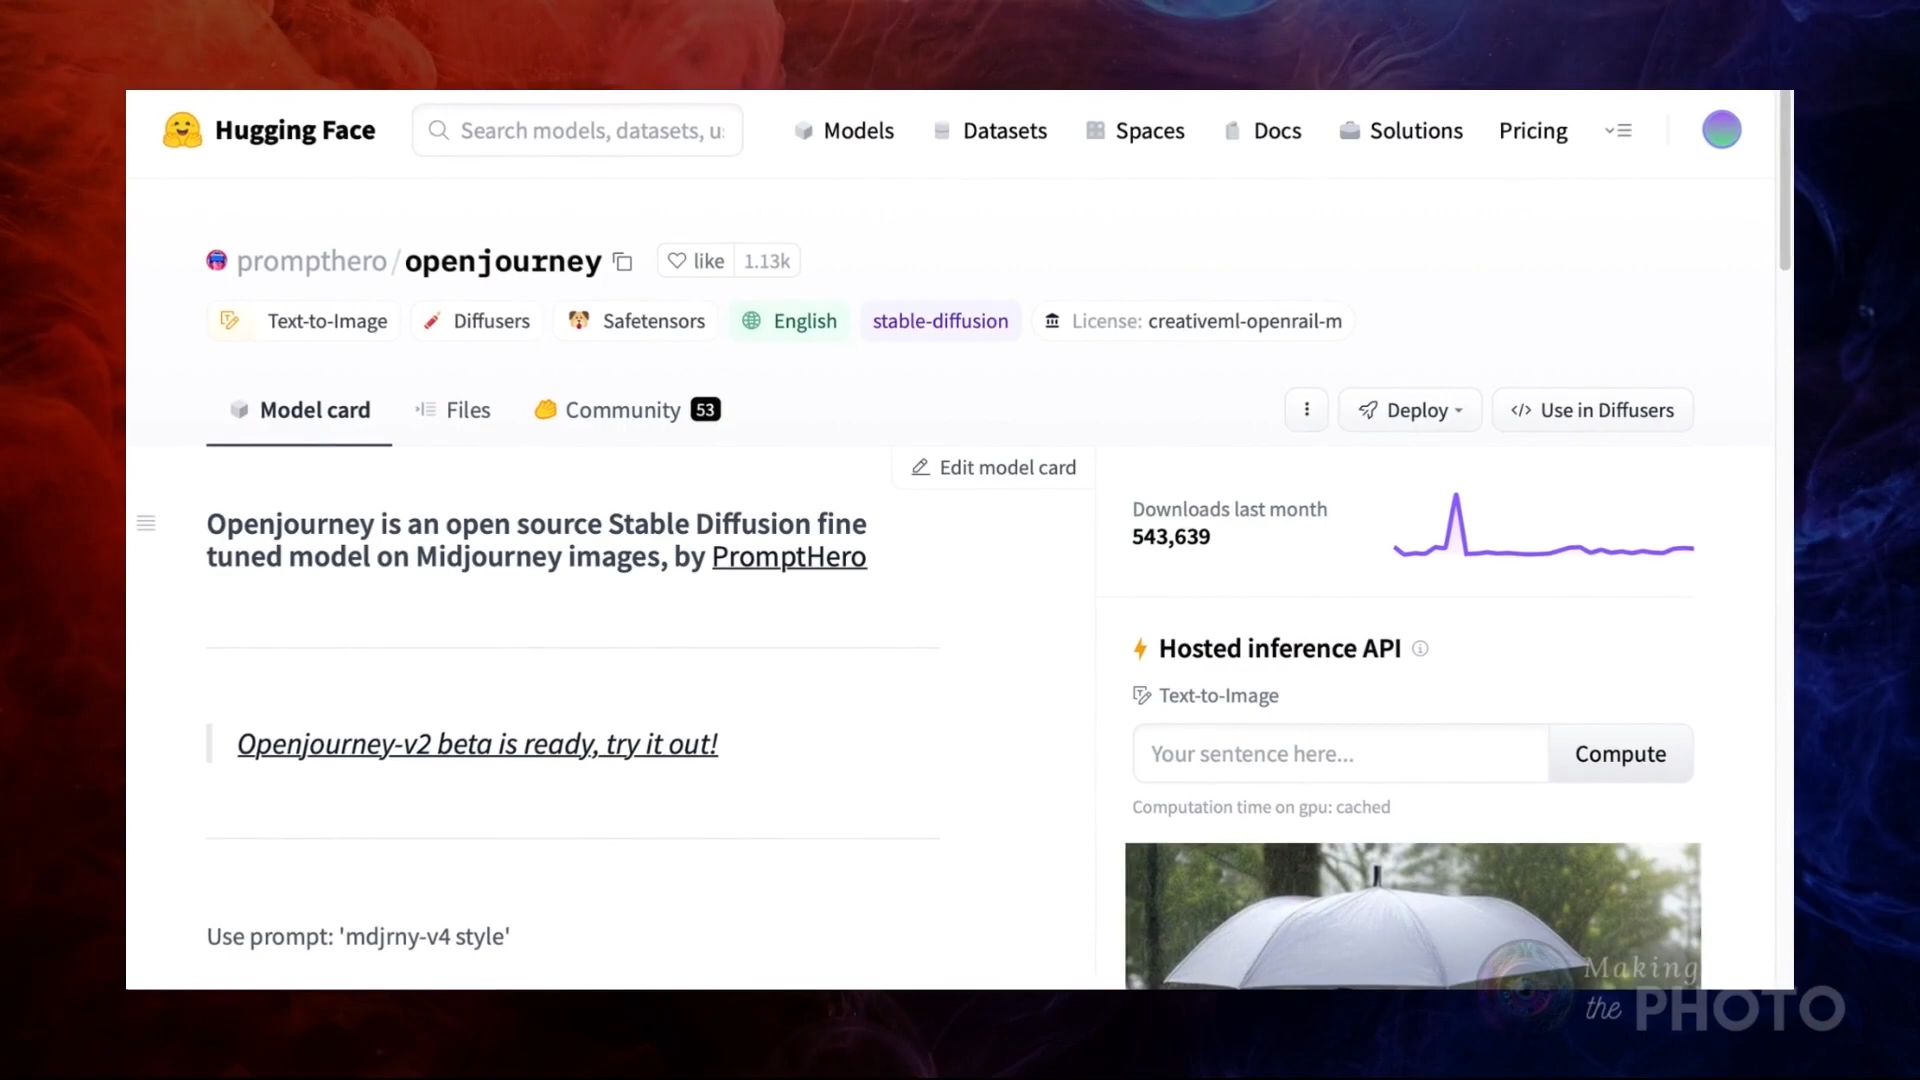 Hugging Face
Search models, datasets, u
Models
Datasets
Spaces
Docs
Solutions
Pricing
prompthero/openjourney
like
1.13k
Text-to-Image
Diffusers
Safetensors
English
stable-diffusion
License: creativeml-openrail-m
Model card
Files
Community 53
Deploy
</> Use in Diffusers
Edit model card
Openjourney is an open source Stable Diffusion fine
tuned model on Midjourney images, by PromptHero
Openjourney-v2 beta is ready, try it out!
Use prompt: 'mdjrny-v4 style'
Downloads last month
543,639
Hosted inference API
Text-to-Image
Your sentence here...
Compute
Computation time on gpu: cached
Making
the PHOTO